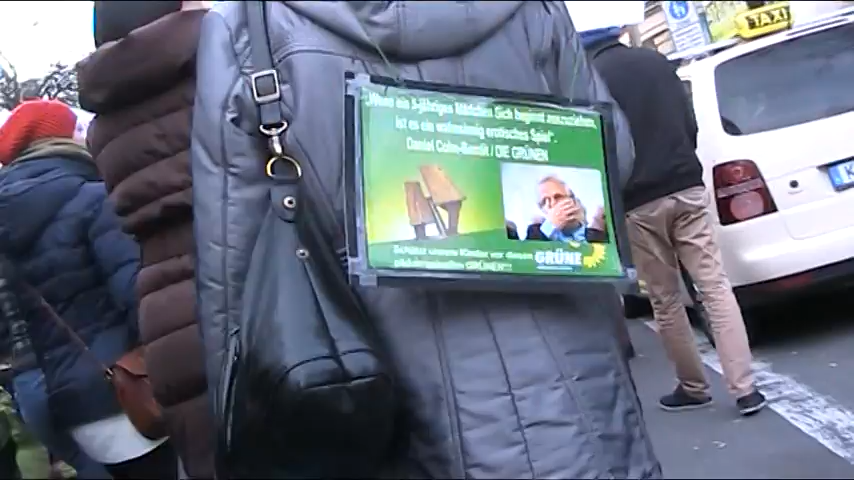 TAXI
„Wenn ein 5-jähriges Mädchen Sich beginnt auszuziehen,
ist es ein wahnsinnig erotisches Spiel".
Daniel Cohn-Bendit / DIE GRÜNEN
unsere Kinder vor diesen
GRÜNEN!!!
GRÜNE
K